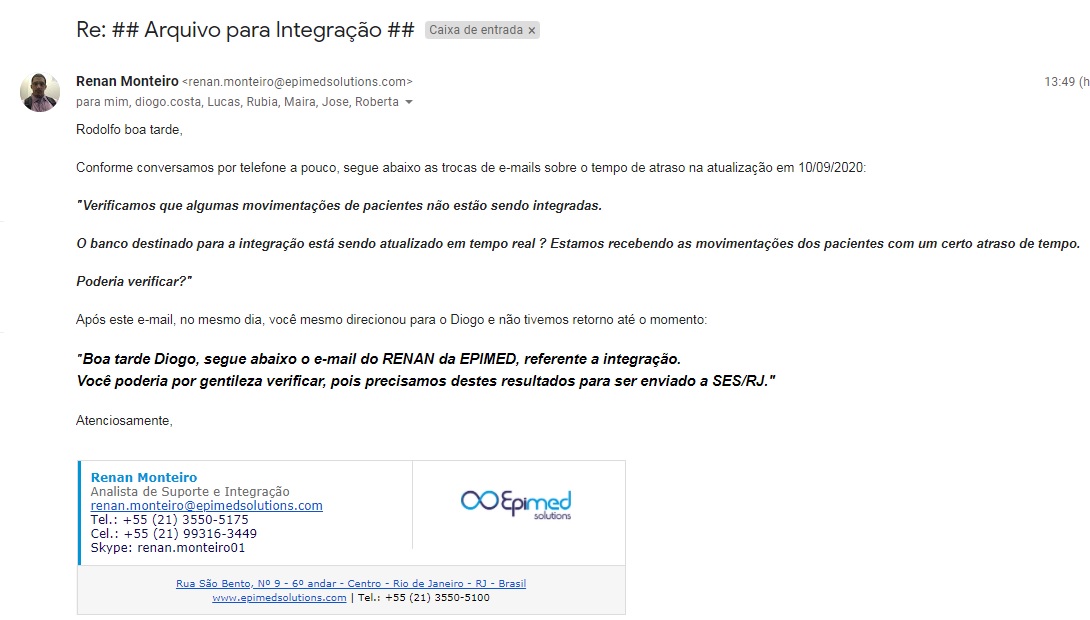 Re: ## Arquivo para Integração ## Caixa de entrada x
Renan Monteiro <renan.monteiro@epimedsolutions.com> 13:49 (h
para mim, diogo.costa, Lucas, Rubia, Maira, Jose, Roberta
Rodolfo boa tarde,
Conforme conversamos por telefone a pouco, segue abaixo as trocas de e-mails sobre o tempo de atraso na atualização em 10/09/2020:
"Verificamos que algumas movimentações de pacientes não estão sendo integradas.
O banco destinado para a integração está sendo atualizado em tempo real ? Estamos recebendo as movimentações dos pacientes com um certo atraso de tempo.
Poderia verificar?"
Após este e-mail, no mesmo dia, você mesmo direcionou para o Diogo e não tivemos retorno até o momento:
"Boa tarde Diogo, segue abaixo o e-mail do RENAN da EPIMED, referente a integração.
Você poderia por gentileza verificar, pois precisamos destes resultados para ser enviado a SES/RJ."
Atenciosamente,
Renan Monteiro
Analista de Suporte e Integração
renan.monteiro@epimedsolutions.com
Tel.: +55 (21) 3550-5175
Cel.: +55 (21) 99316-3449
Skype: renan.monteiro01
Epimed
solutions
Rua São Bento, Nº 9 - 6º andar - Centro - Rio de Janeiro - RJ - Brasil
www.epimedsolutions.com | Tel.: +55 (21) 3550-5100